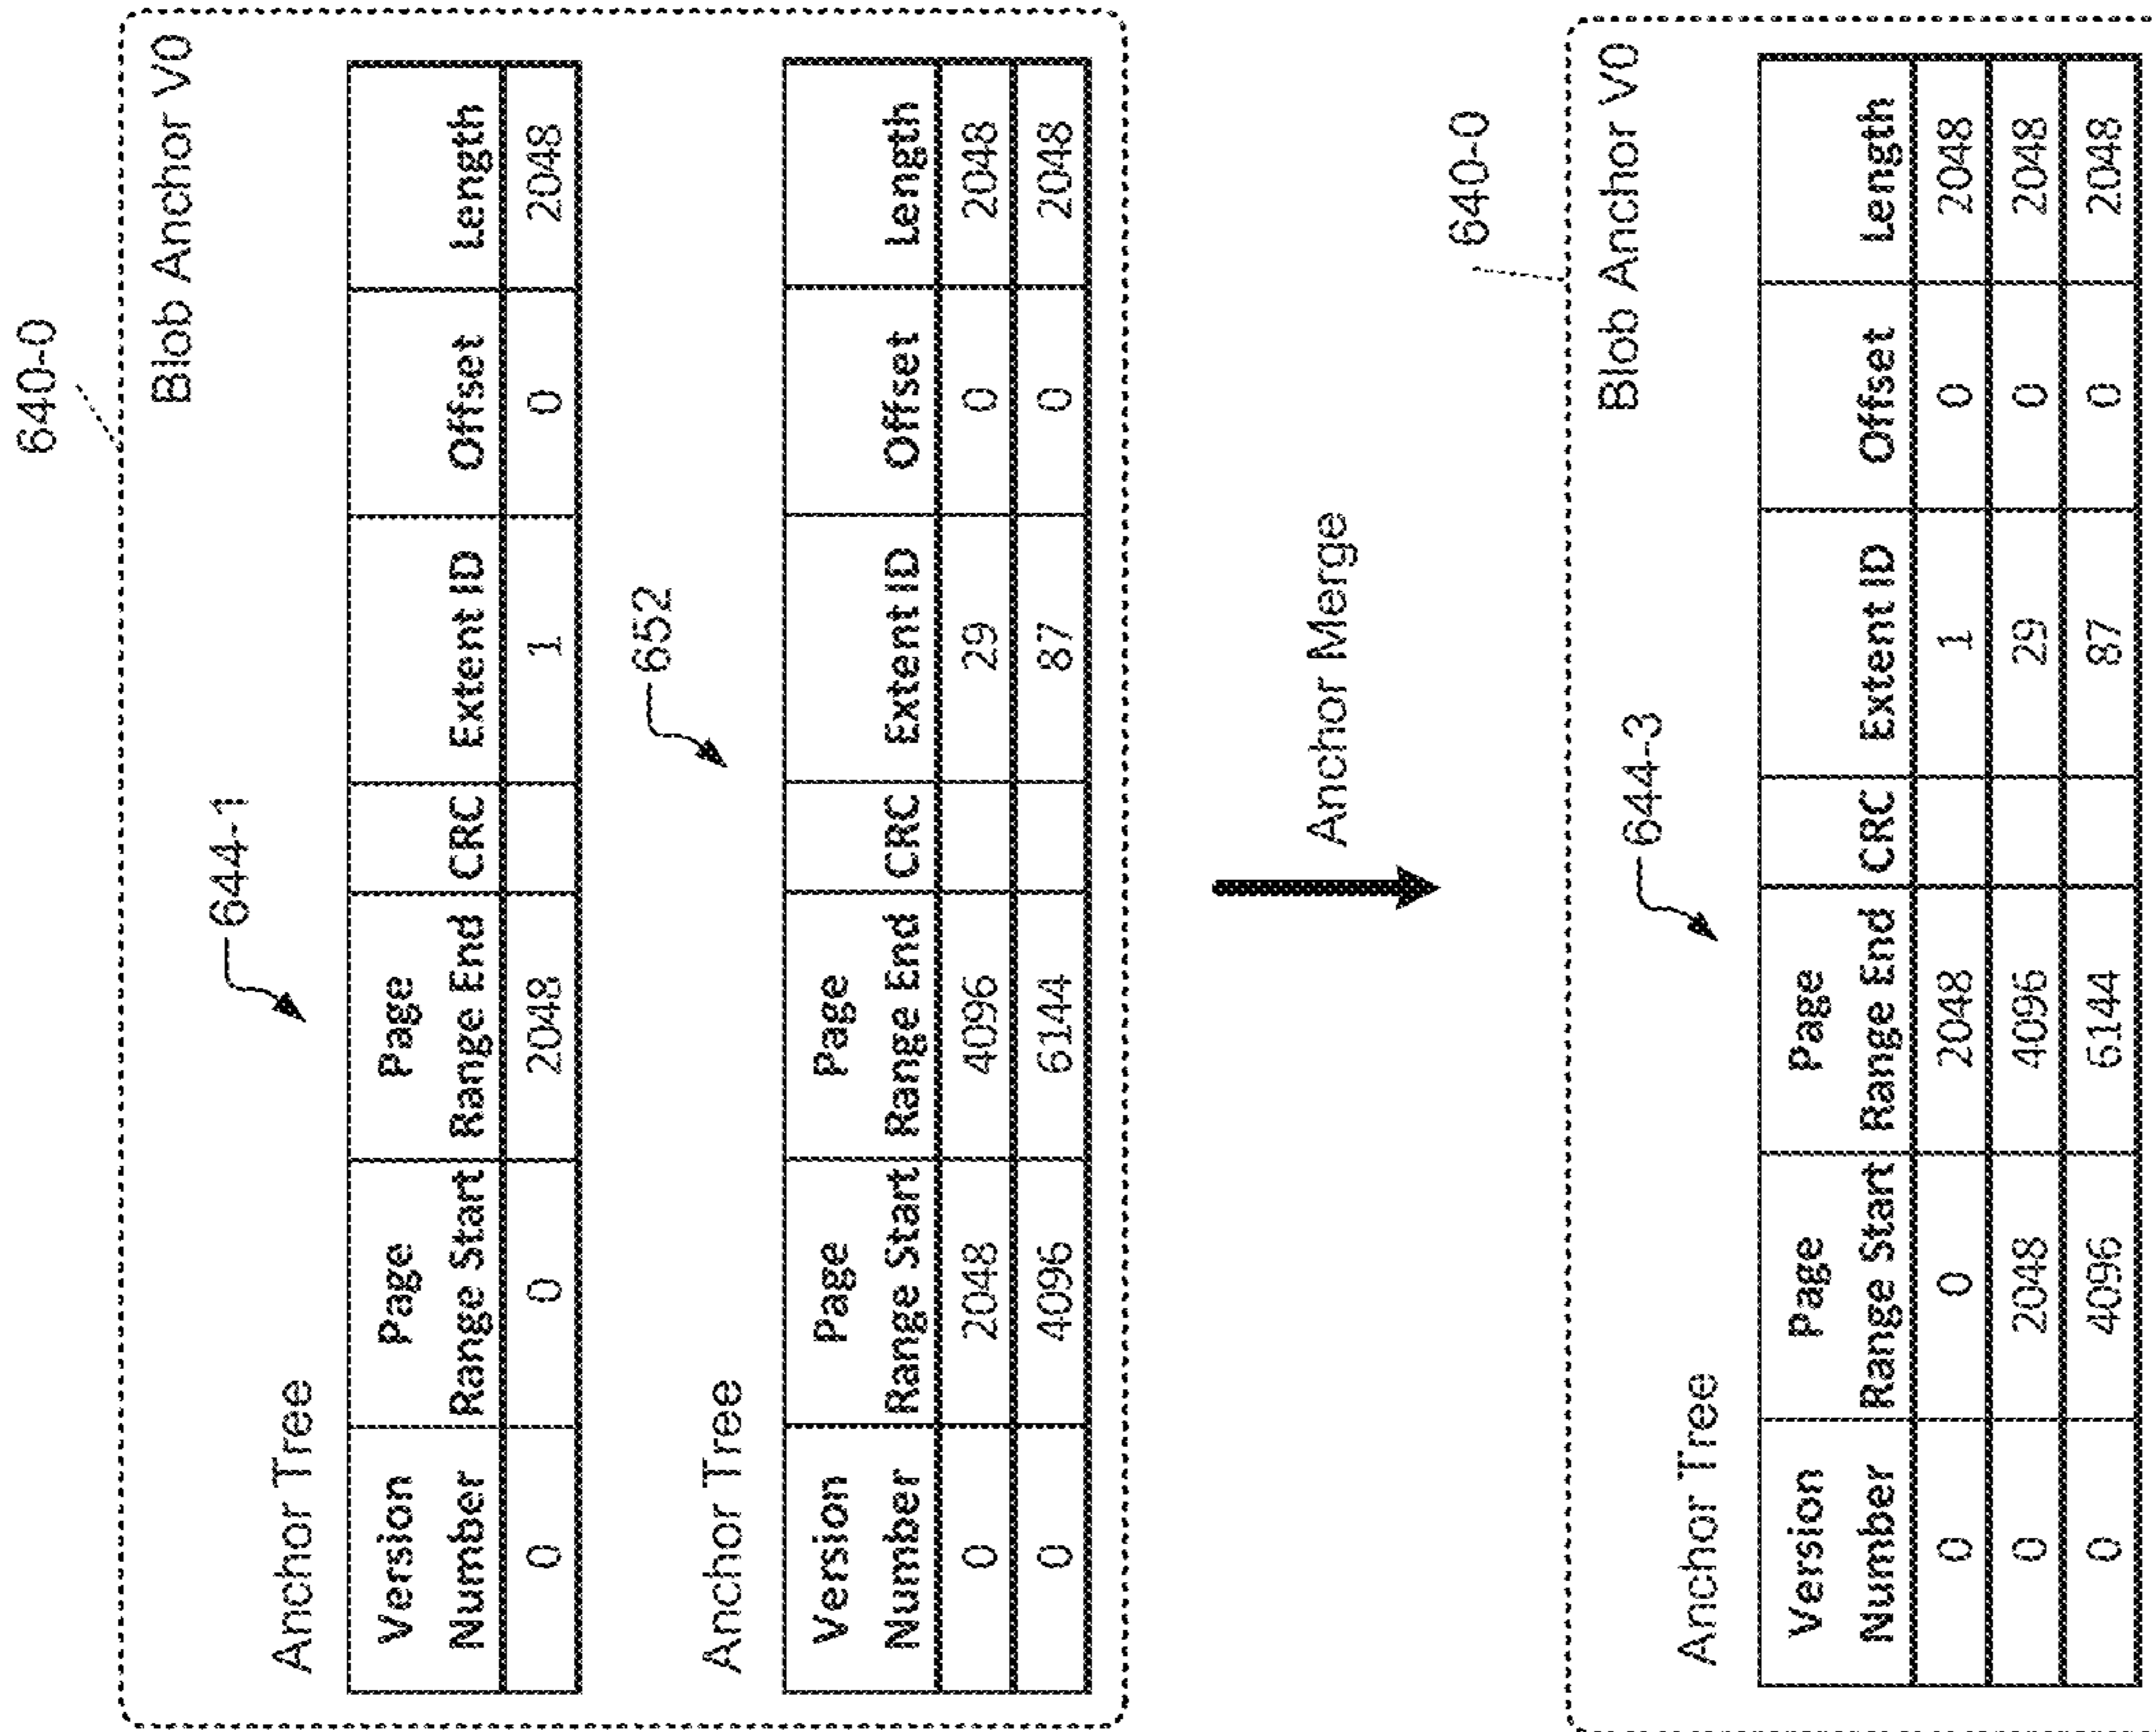 640-0
Blob Anchor V0
644-1
Anchor Tree
Version Number | Page Range Start | Page Range End | CRC | Extent ID | Offset | Length
0 | 0 | 2048 | | 1 | 0 | 2048
652
Anchor Tree
Version Number | Page Range Start | Page Range End | CRC | Extent ID | Offset | Length
0 | 2048 | 4096 | | 29 | 0 | 2048
0 | 4096 | 6144 | | 87 | 0 | 2048
Anchor Merge
640-0
Blob Anchor V0
644-3
Anchor Tree
Version Number | Page Range Start | Page Range End | CRC | Extent ID | Offset | Length
0 | 0 | 2048 | | 1 | 0 | 2048
0 | 2048 | 4096 | | 29 | 0 | 2048
0 | 4096 | 6144 | | 87 | 0 | 2048